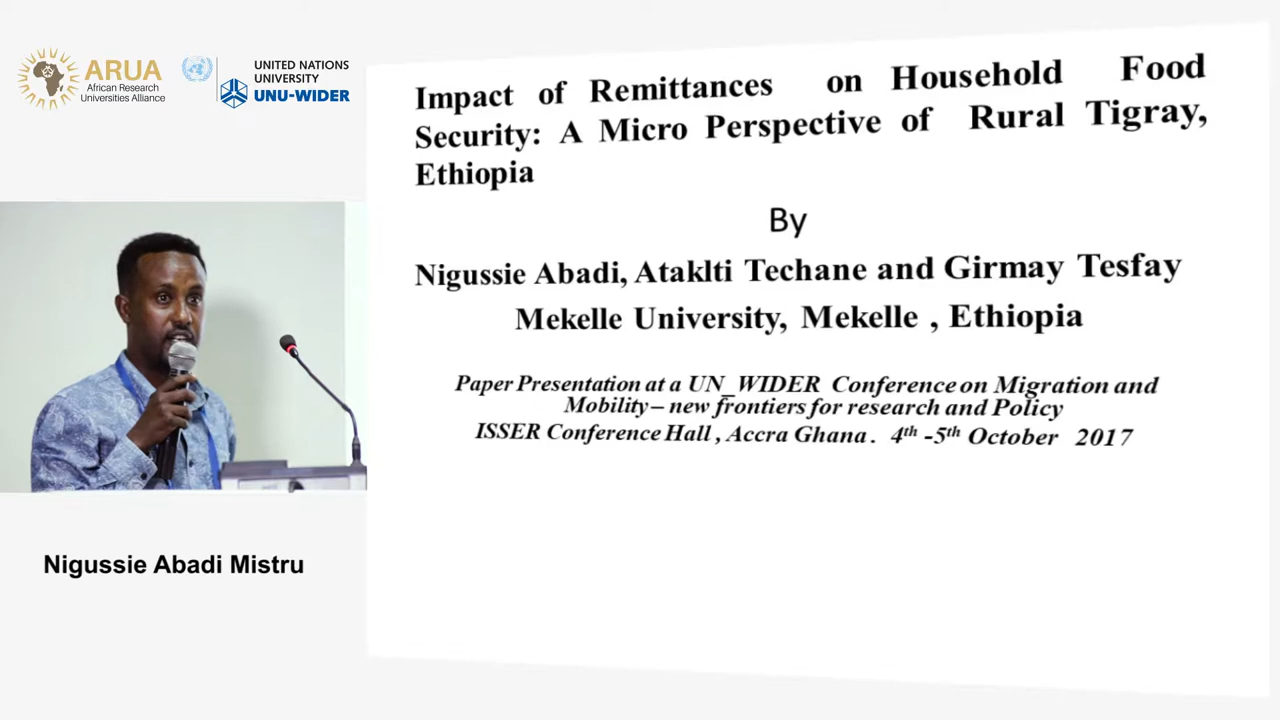 ARUA
African Research
Universities Alliance
UNITED NATIONS
UNIVERSITY
UNU-WIDER
Impact of Remittances on Household Food
Security: A Micro Perspective of Rural Tigray,
Ethiopia
By
Nigussie Abadi, Ataklti Techane and Girmay Tesfay
Mekelle University, Mekelle , Ethiopia
Paper Presentation at a UN_WIDER Conference on Migration and
Mobility– new frontiers for research and Policy
ISSER Conference Hall , Accra Ghana. 4th -5th October 2017
Nigussie Abadi Mistru